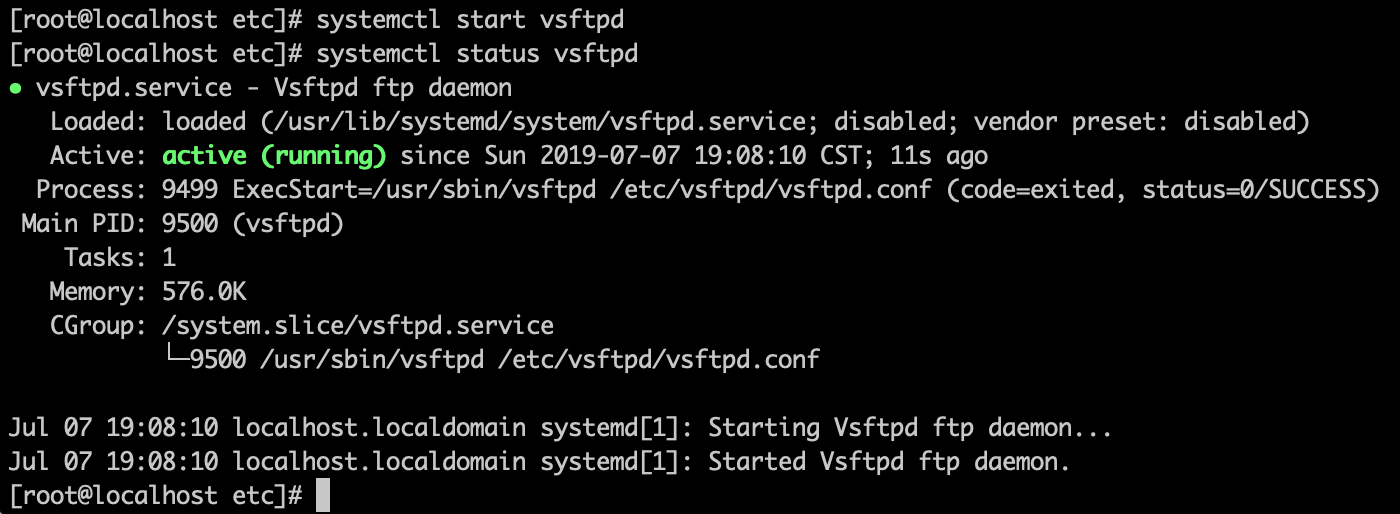 [root@localhost etc]# systemctl start vsftpd
[root@localhost etc]# systemctl status vsftpd
● vsftpd.service - Vsftpd ftp daemon
   Loaded: loaded (/usr/lib/systemd/system/vsftpd.service; disabled; vendor preset: disabled)
   Active: active (running) since Sun 2019-07-07 19:08:10 CST; 11s ago
  Process: 9499 ExecStart=/usr/sbin/vsftpd /etc/vsftpd/vsftpd.conf (code=exited, status=0/SUCCESS)
 Main PID: 9500 (vsftpd)
    Tasks: 1
   Memory: 576.0K
   CGroup: /system.slice/vsftpd.service
           └─9500 /usr/sbin/vsftpd /etc/vsftpd/vsftpd.conf

Jul 07 19:08:10 localhost.localdomain systemd[1]: Starting Vsftpd ftp daemon...
Jul 07 19:08:10 localhost.localdomain systemd[1]: Started Vsftpd ftp daemon.
[root@localhost etc]#